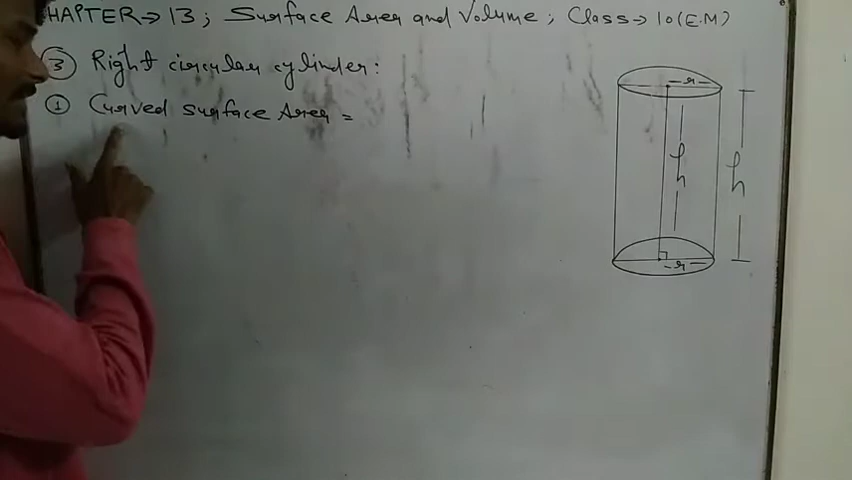 HAPTER → 13; Surface Area and Volume; Class → 10 (E.M)
③ Right circular cylinder:
① Curved surface Area =
r
h
h
r